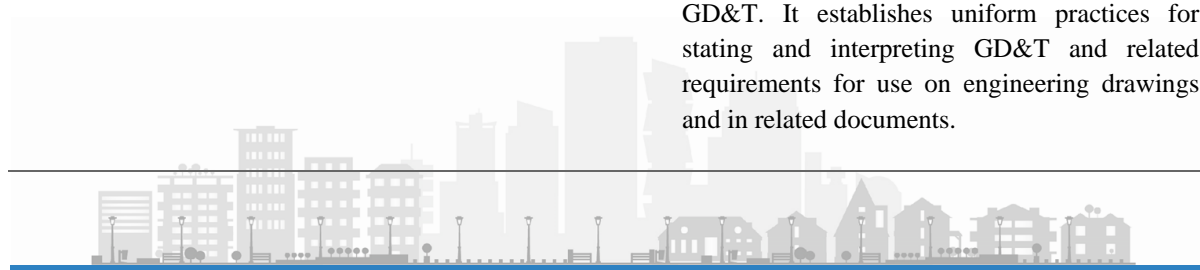 GD&T. It establishes uniform practices for
stating and interpreting GD&T and related
requirements for use on engineering drawings
and in related documents.